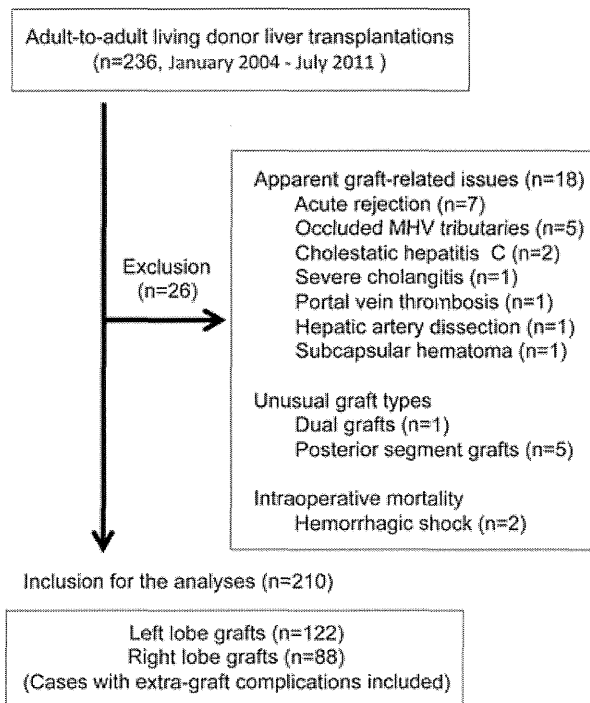 Adult-to-adult living donor liver transplantations
(n=236, January 2004 - July 2011 )
Exclusion
(n=26)
Apparent graft-related issues (n=18)
Acute rejection (n=7)
Occluded MHV tributaries (n=5)
Cholestatic hepatitis C (n=2)
Severe cholangitis (n=1)
Portal vein thrombosis (n=1)
Hepatic artery dissection (n=1)
Subcapsular hematoma (n=1)
Unusual graft types
Dual grafts (n=1)
Posterior segment grafts (n=5)
Intraoperative mortality
Hemorrhagic shock (n=2)
Inclusion for the analyses (n=210)
Left lobe grafts (n=122)
Right lobe grafts (n=88)
(Cases with extra-graft complications included)